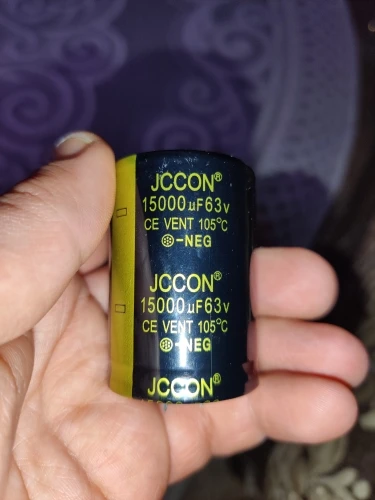 JCCON®
15000µF63v
CE VENT 105°C
-NEG
JCCON®
15000µF63v
CE VENT 105°C
-NEG
JCCON®